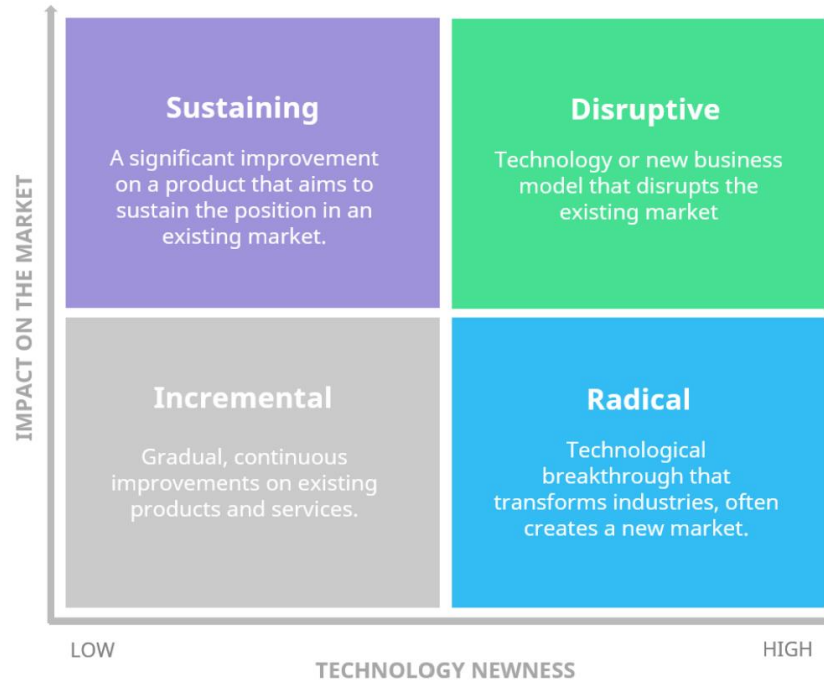 IMPACT ON THE MARKET
Sustaining
A significant improvement
on a product that aims to
sustain the position in an
existing market.
Disruptive
Technology or new business
model that disrupts the
existing market
Incremental
Gradual, continuous
improvements on existing
products and services.
Radical
Technological
breakthrough that
transforms industries, often
creates a new market.
LOW
HIGH
TECHNOLOGY NEWNESS